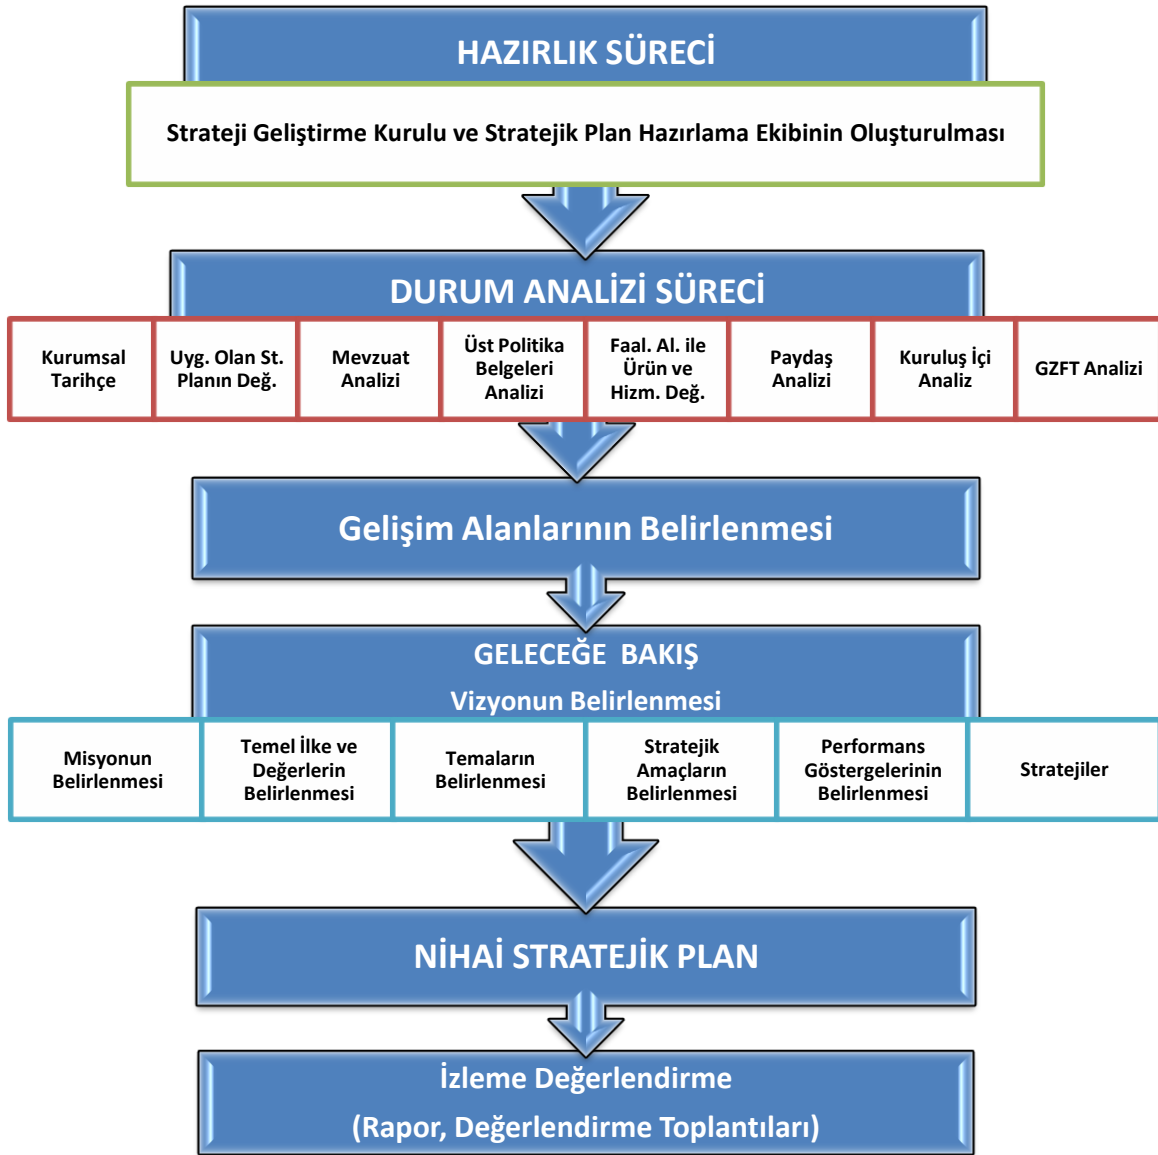 HAZIRLIK SÜRECİ
Strateji Geliştirme Kurulu ve Stratejik Plan Hazırlama Ekibinin Oluşturulması
DURUM ANALİZİ SÜRECİ
Kurumsal
Tarihçe
Uyg. Olan St.
Planın Değ.
Mevzuat
Analizi
Üst Politika
Belgeleri
Analizi
Faal. Al. ile
Ürün ve
Hizm. Değ.
Paydaş
Analizi
Kuruluş İçi
Analiz
GZFT Analizi
Gelişim Alanlarının Belirlenmesi
GELECEĞE BAKIŞ
Vizyonun Belirlenmesi
Misyonun
Belirlenmesi
Temel İlke ve
Değerlerin
Belirlenmesi
Temaların
Belirlenmesi
Stratejik
Amaçların
Belirlenmesi
Performans
Göstergelerinin
Belirlenmesi
Stratejiler
NİHAİ STRATEJİK PLAN
İzleme Değerlendirme
(Rapor, Değerlendirme Toplantıları)